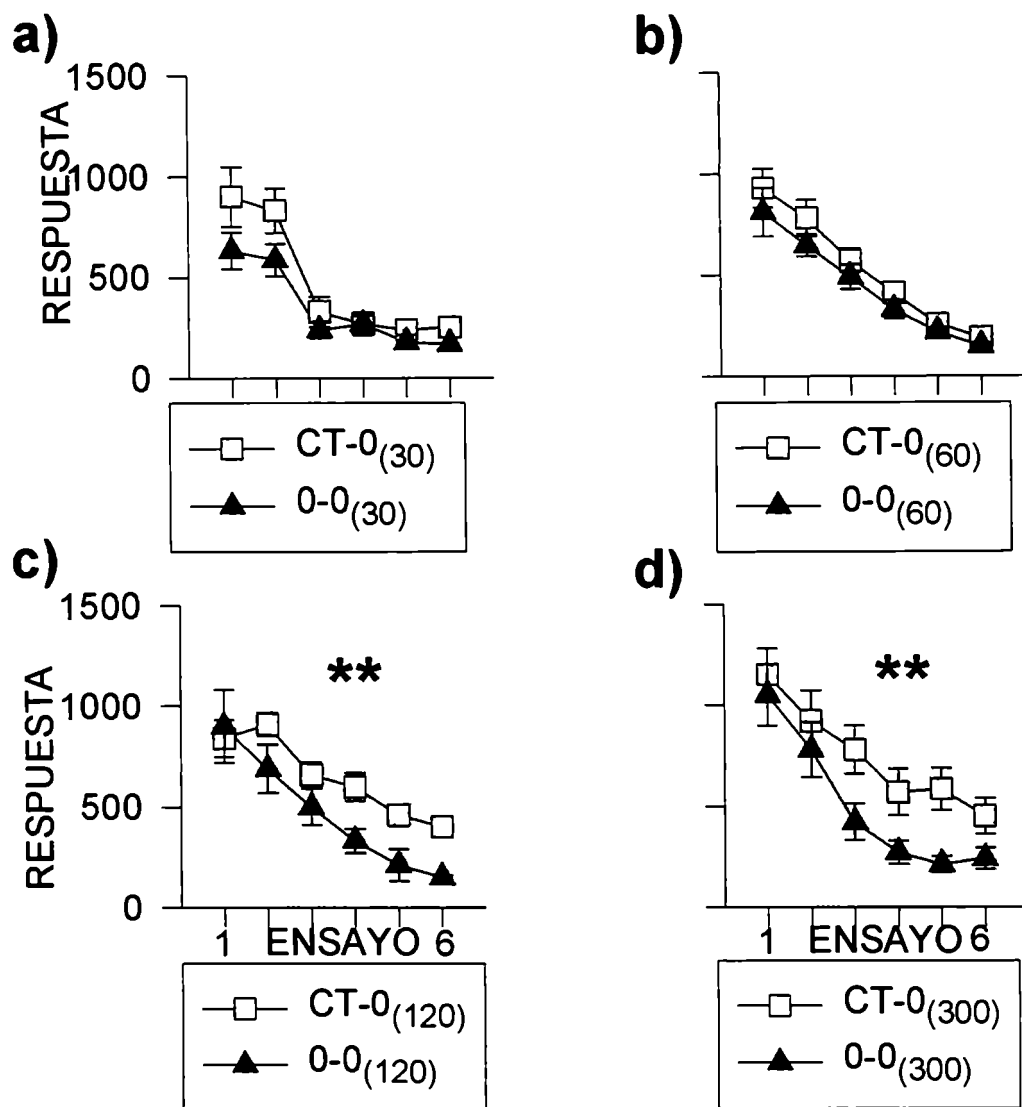 a)
RESPUESTA
1500
1000
500
0
CT-0(30)
0-0(30)
b)
CT-0(60)
0-0(60)
c)
RESPUESTA
1500
1000
500
0
**
1 ENSAYO 6
CT-0(120)
0-0(120)
d)
**
1 ENSAYO 6
CT-0(300)
0-0(300)